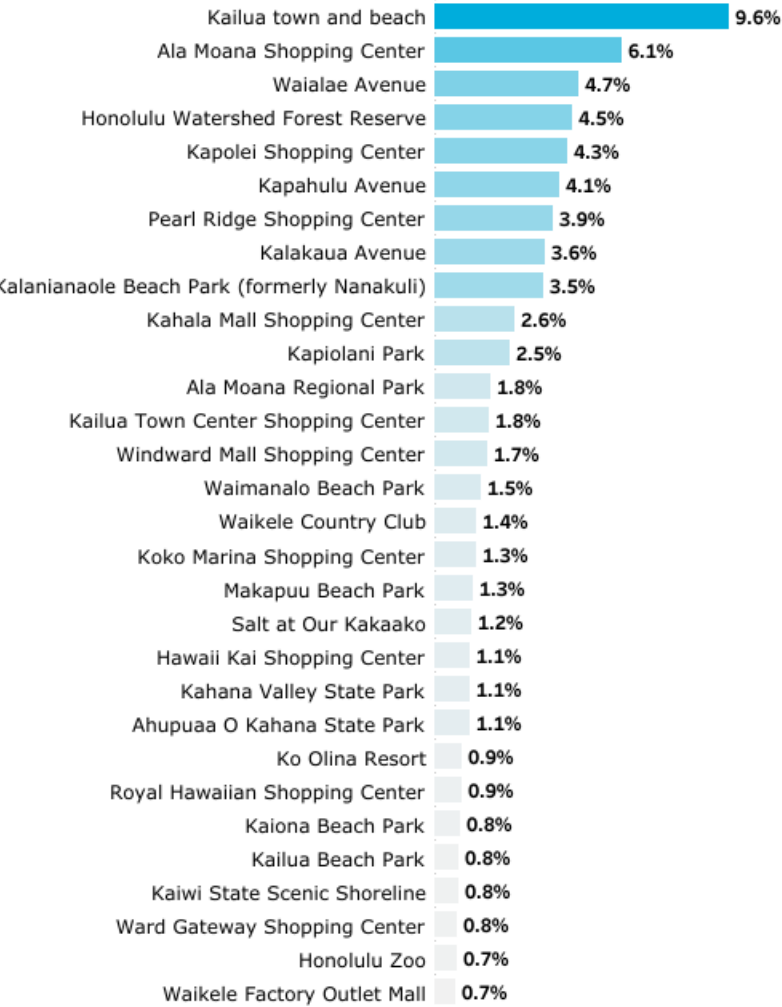 Kailua town and beach 9.6%
Ala Moana Shopping Center 6.1%
Waialae Avenue 4.7%
Honolulu Watershed Forest Reserve 4.5%
Kapolei Shopping Center 4.3%
Kapahulu Avenue 4.1%
Pearl Ridge Shopping Center 3.9%
Kalakaua Avenue 3.6%
Kalanianaole Beach Park (formerly Nanakuli) 3.5%
Kahala Mall Shopping Center 2.6%
Kapiolani Park 2.5%
Ala Moana Regional Park 1.8%
Kailua Town Center Shopping Center 1.8%
Windward Mall Shopping Center 1.7%
Waimanalo Beach Park 1.5%
Waikele Country Club 1.4%
Koko Marina Shopping Center 1.3%
Makapuu Beach Park 1.3%
Salt at Our Kakaako 1.2%
Hawaii Kai Shopping Center 1.1%
Kahana Valley State Park 1.1%
Ahupuaa O Kahana State Park 1.1%
Ko Olina Resort 0.9%
Royal Hawaiian Shopping Center 0.9%
Kaiona Beach Park 0.8%
Kailua Beach Park 0.8%
Kaiwi State Scenic Shoreline 0.8%
Ward Gateway Shopping Center 0.8%
Honolulu Zoo 0.7%
Waikele Factory Outlet Mall 0.7%